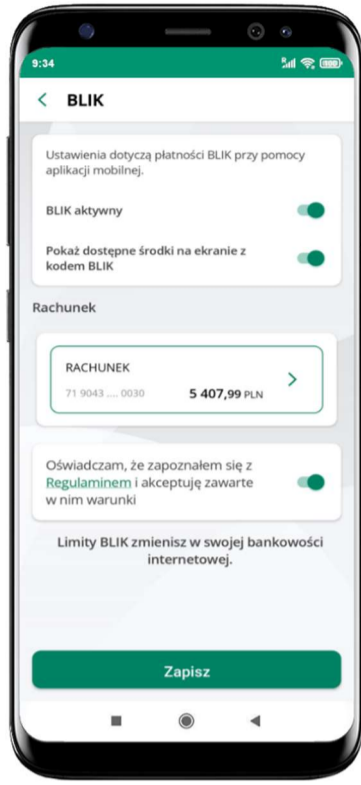 9:34
BLIK
Ustawienia dotyczą płatności BLIK przy pomocy
aplikacji mobilnej.
BLIK aktywny
Pokaż dostępne środki na ekranie z
kodem BLIK
Rachunek
RACHUNEK
71 9043 .... 0030 5 407,99 PLN
Oświadczam, że zapoznałem się z
Regulaminem i akceptuję zawarte
w nim warunki
Limity BLIK zmienisz w swojej bankowości
internetowej.
Zapisz